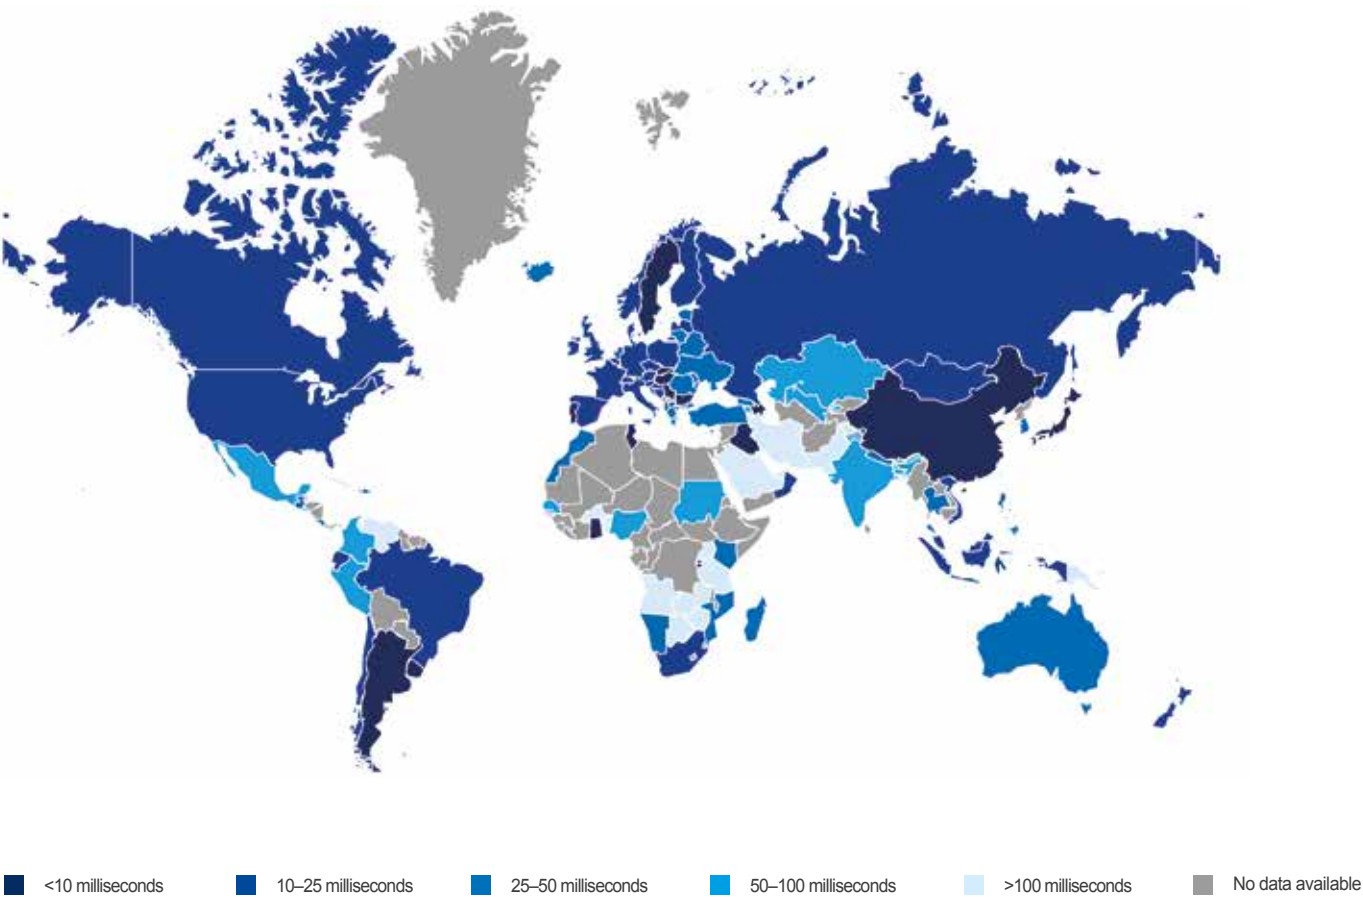 <10 milliseconds
10–25 milliseconds
25–50 milliseconds
50–100 milliseconds
>100 milliseconds
No data available